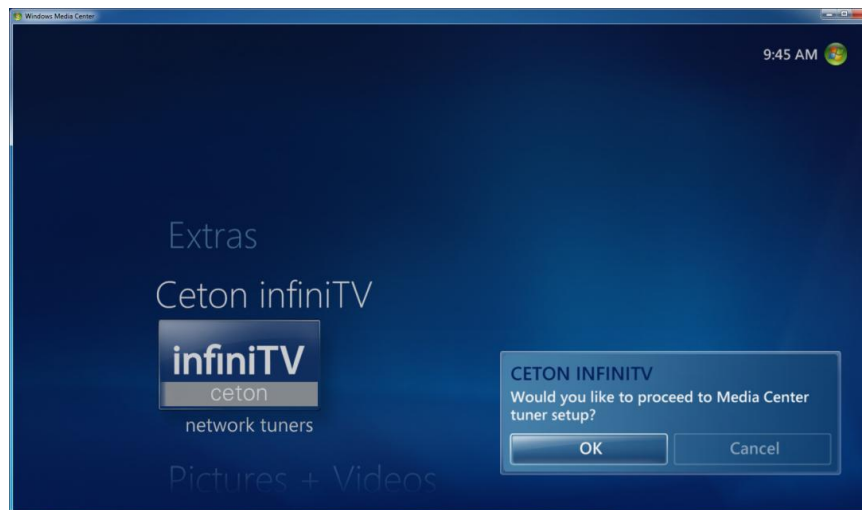 Windows Media Center
9:45 AM
Extras
Ceton infiniTV
infiniTV
ceton
network tuners
Pictures + Videos
CETON INFINITV
Would you like to proceed to Media Center
tuner setup?
OK
Cancel